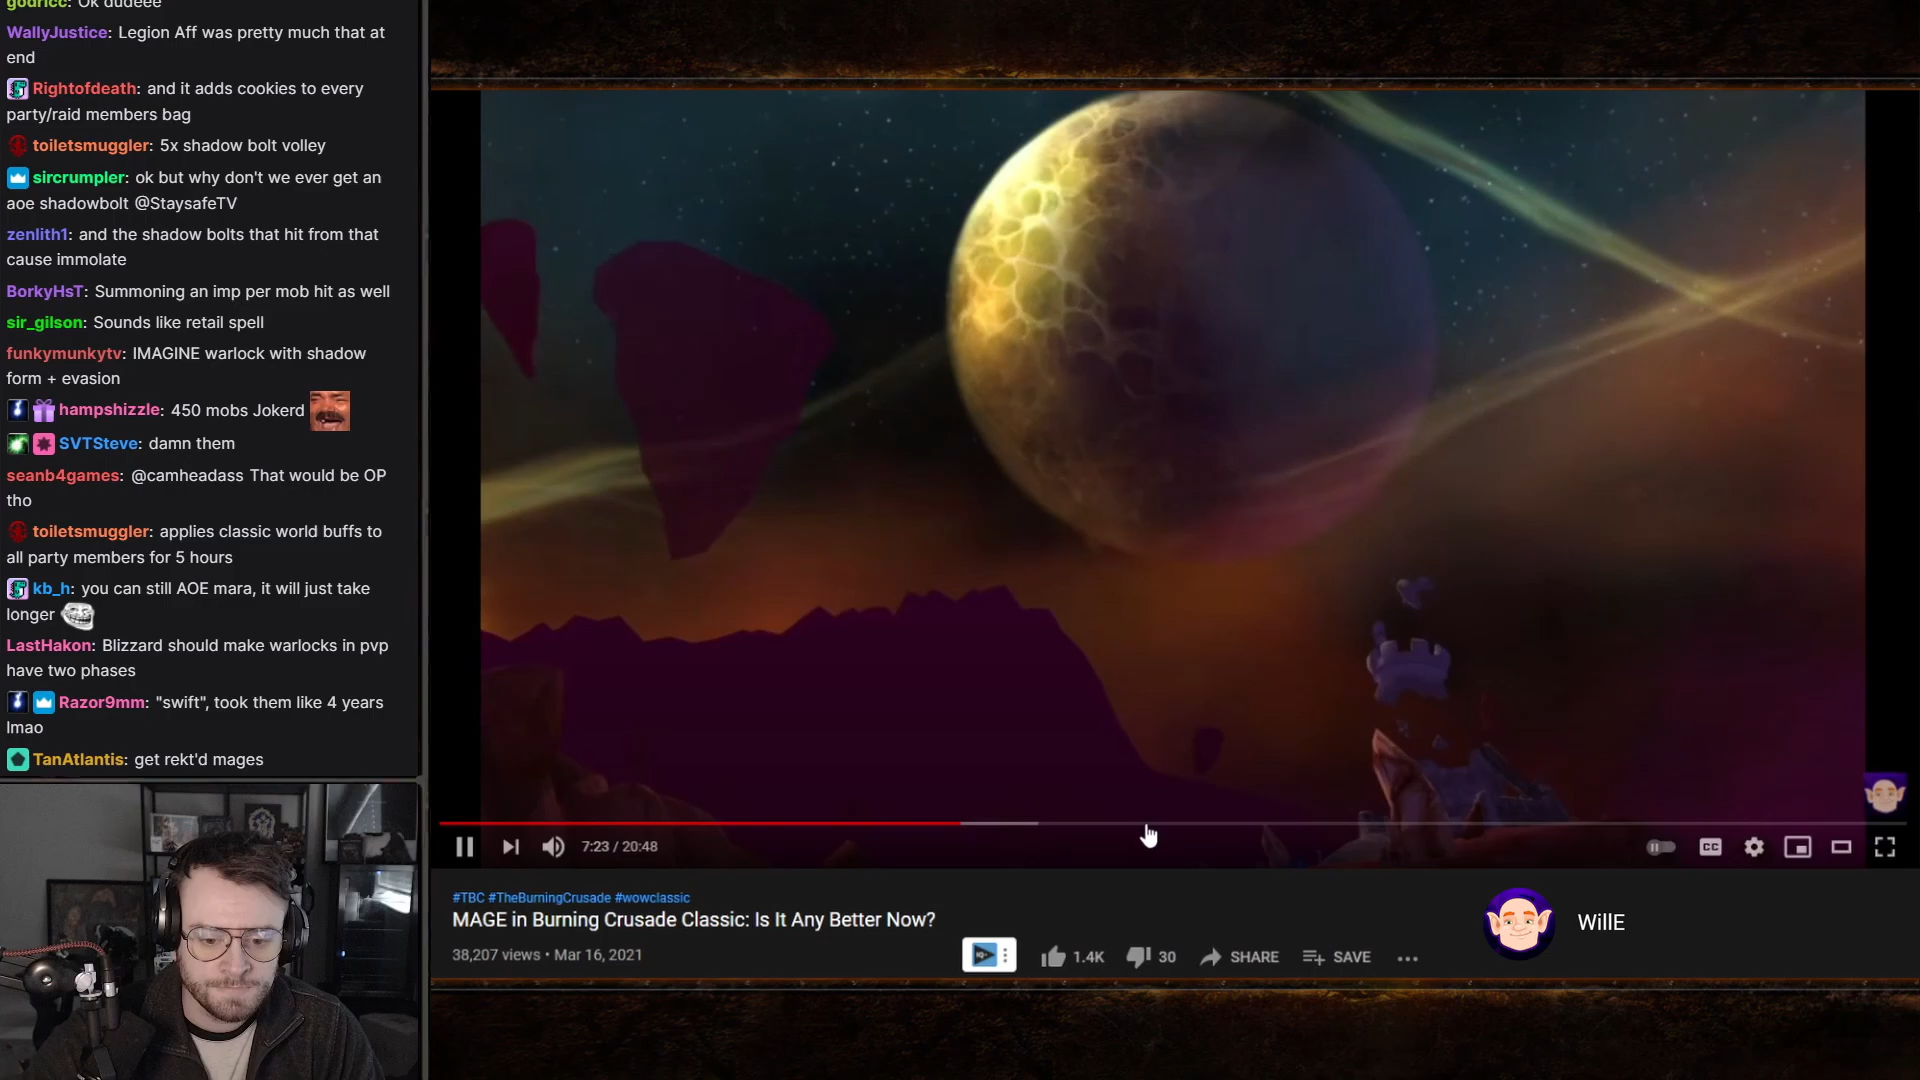 godricc: Ok dudeee
WallyJustice: Legion Aff was pretty much that at
end
Rightofdeath: and it adds cookies to every
party/raid members bag
toiletsmuggler: 5x shadow bolt volley
sircrumpler: ok but why don't we ever get an
aoe shadowbolt @StaysafeTV
zenlith1: and the shadow bolts that hit from that
cause immolate
BorkyHsT: Summoning an imp per mob hit as well
sir_gilson: Sounds like retail spell
funkymunkytv: IMAGINE warlock with shadow
form + evasion
hampshizzle: 450 mobs Jokerd
SVTSteve: damn them
seanb4games: @camheadass That would be OP
tho
toiletsmuggler: applies classic world buffs to
all party members for 5 hours
kb_h: you can still AOE mara, it will just take
longer
LastHakon: Blizzard should make warlocks in pvp
have two phases
Razor9mm: "swift", took them like 4 years
lmao
TanAtlantis: get rekt'd mages
7:23 / 20:48
CC
#TBC #TheBurningCrusade #wowclassic
MAGE in Burning Crusade Classic: Is It Any Better Now?
WillE
38,207 views • Mar 16, 2021
1.4K 30 SHARE SAVE